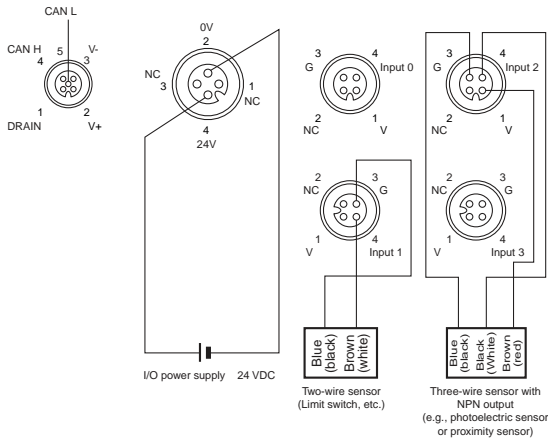 CAN L
CAN H
4
5
V-
3
1
DRAIN
2
V+
0V
2
NC
3
1
NC
4
24V
I/O power supply 24 VDC
3
G
4
Input 0
2
NC
1
V
2
NC
3
G
1
V
4
Input 1
Blue
(black)
Brown
(white)
Two-wire sensor
(Limit switch, etc.)
3
G
4
Input 2
2
NC
1
V
2
NC
3
G
1
V
4
Input 3
Blue
(black)
Black
(White)
Brown
(red)
Three-wire sensor with
NPN output
(e.g., photoelectric sensor
or proximity sensor)